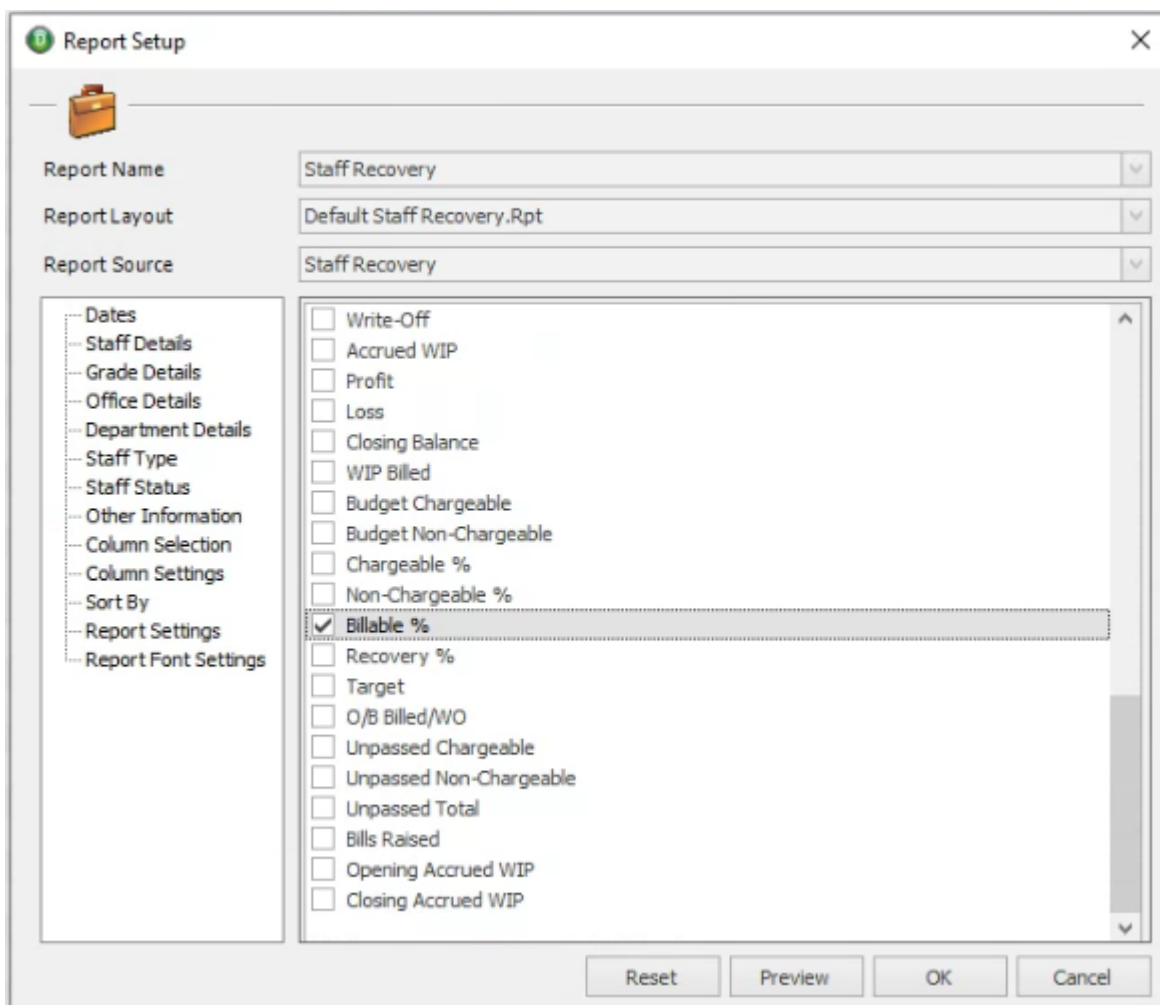 Report Setup
Report Name
Staff Recovery
Report Layout
Default Staff Recovery.Rpt
Report Source
Staff Recovery
Dates
Staff Details
Grade Details
Office Details
Department Details
Staff Type
Staff Status
Other Information
Column Selection
Column Settings
Sort By
Report Settings
Report Font Settings
Write-Off
Accrued WIP
Profit
Loss
Closing Balance
WIP Billed
Budget Chargeable
Budget Non-Chargeable
Chargeable %
Non-Chargeable %
Billable %
Recovery %
Target
O/B Billed/WO
Unpassed Chargeable
Unpassed Non-Chargeable
Unpassed Total
Bills Raised
Opening Accrued WIP
Closing Accrued WIP
Reset
Preview
OK
Cancel